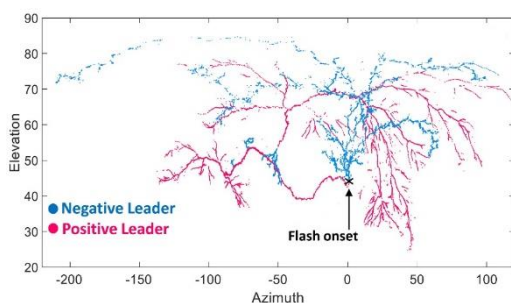 90
80
70
60
50
40
30
20
Elevation
Negative Leader
Positive Leader
Flash onset
-200 -150 -100 -50 0 50 100
Azimuth